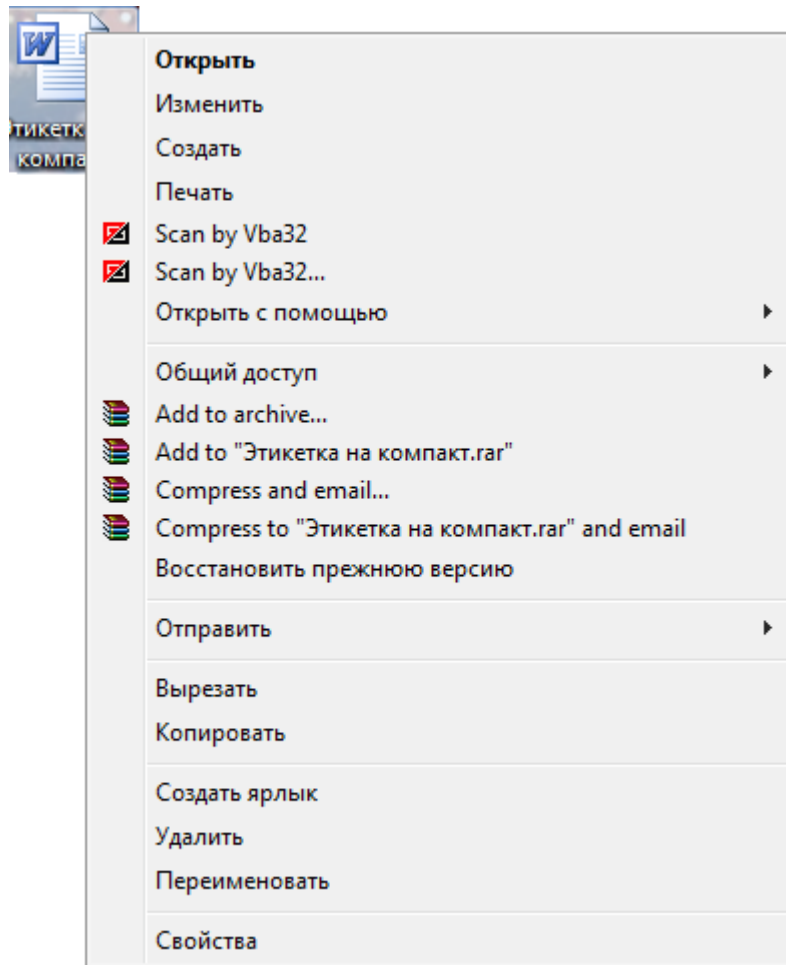 W
компа
Открыть
Изменить
Создать
Печать
Scan by Vba32
Scan by Vba32...
Открыть с помощью
Общий доступ
Add to archive...
Add to "Этикетка на компакт.rar"
Compress and email...
Compress to "Этикетка на компакт.rar" and email
Восстановить прежнюю версию
Отправить
Вырезать
Копировать
Создать ярлык
Удалить
Переименовать
Свойства